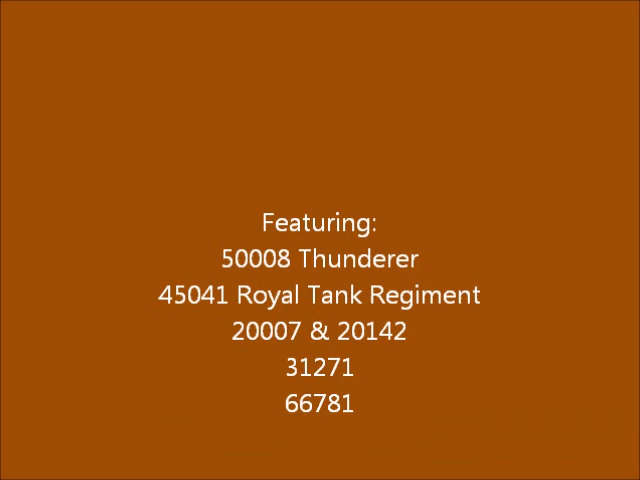 Featuring:
50008 Thunderer
45041 Royal Tank Regiment
20007 & 20142
31271
66781